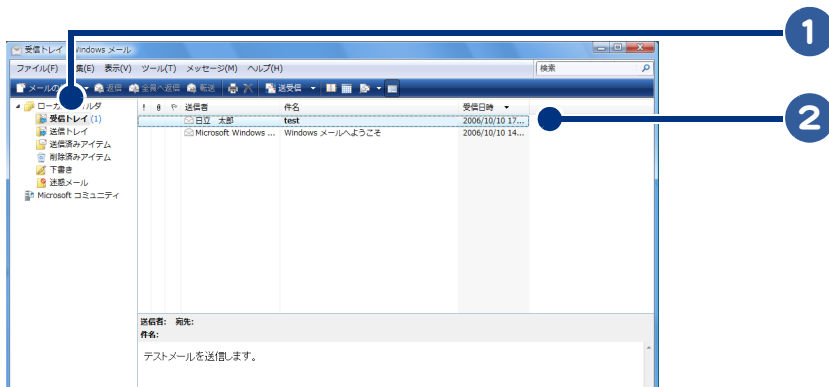 1
受信トレイ Windows メール
ファイル(F) 集(E) 表示(V) ツール(T) メッセージ(M) ヘルプ(H) 検索
メールの 返信 全員へ返信 転送 送受信
ローカ ルダ
! 送信者 件名 受信日時
受信トレイ (1)
日立 太郎 test 2006/10/10 17...
2
送信トレイ
Microsoft Windows ... Windows メールへようこそ 2006/10/10 14...
送信済みアイテム
削除済みアイテム
下書き
迷惑メール
Microsoft コミュニティ
送信者: 宛先:
件名:
テストメールを送信します。